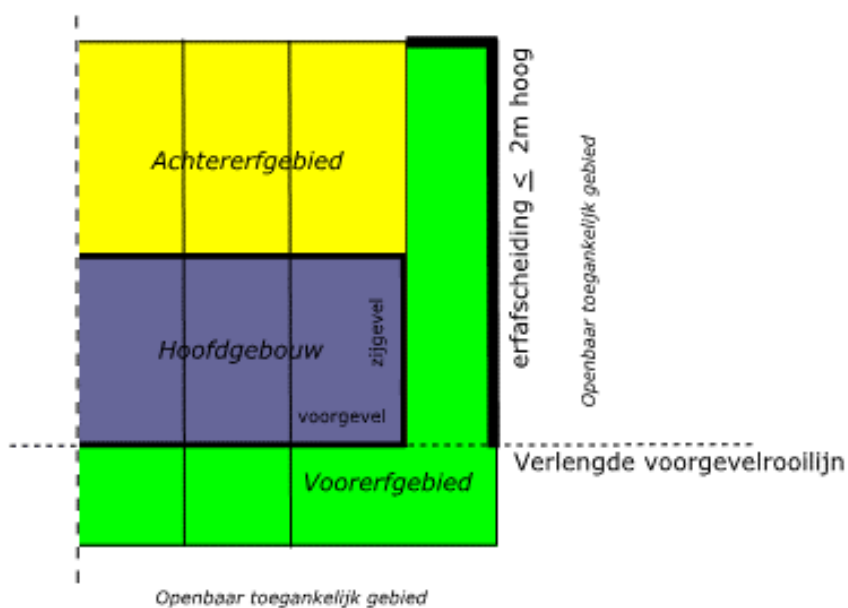 Achtererfgebied
erfafscheiding ≤ 2m hoog
Openbaar toegankelijk gebied
Hoofdgebouw
zijgevel
voorgevel
Verlengde voorgevelrooilijn
Voorerfgebied
Openbaar toegankelijk gebied